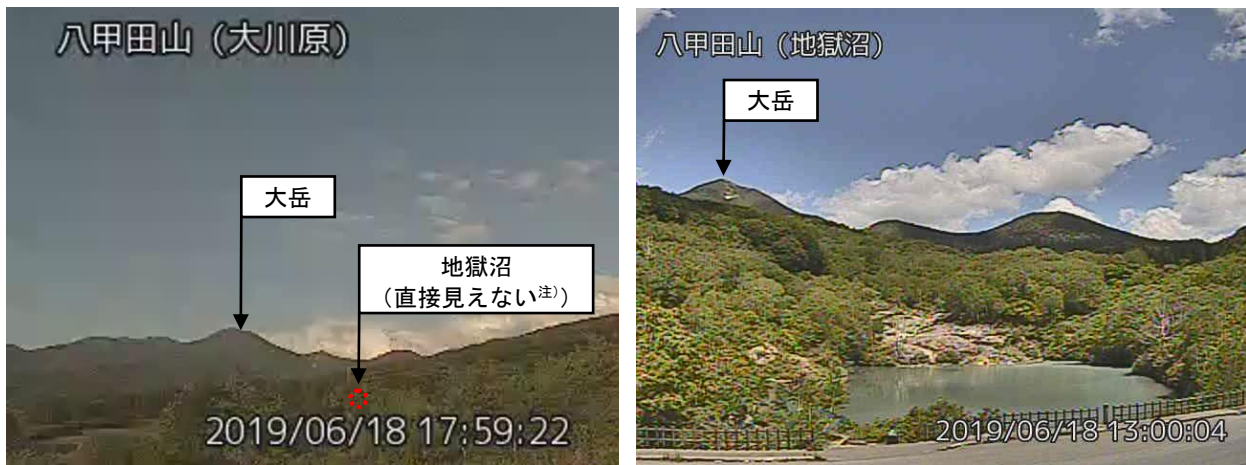 八甲田山（大川原）
大岳
地獄沼
（直接見えない注)）
2019/06/18 17:59:22
八甲田山（地獄沼）
大岳
2019/06/18 13:00:04